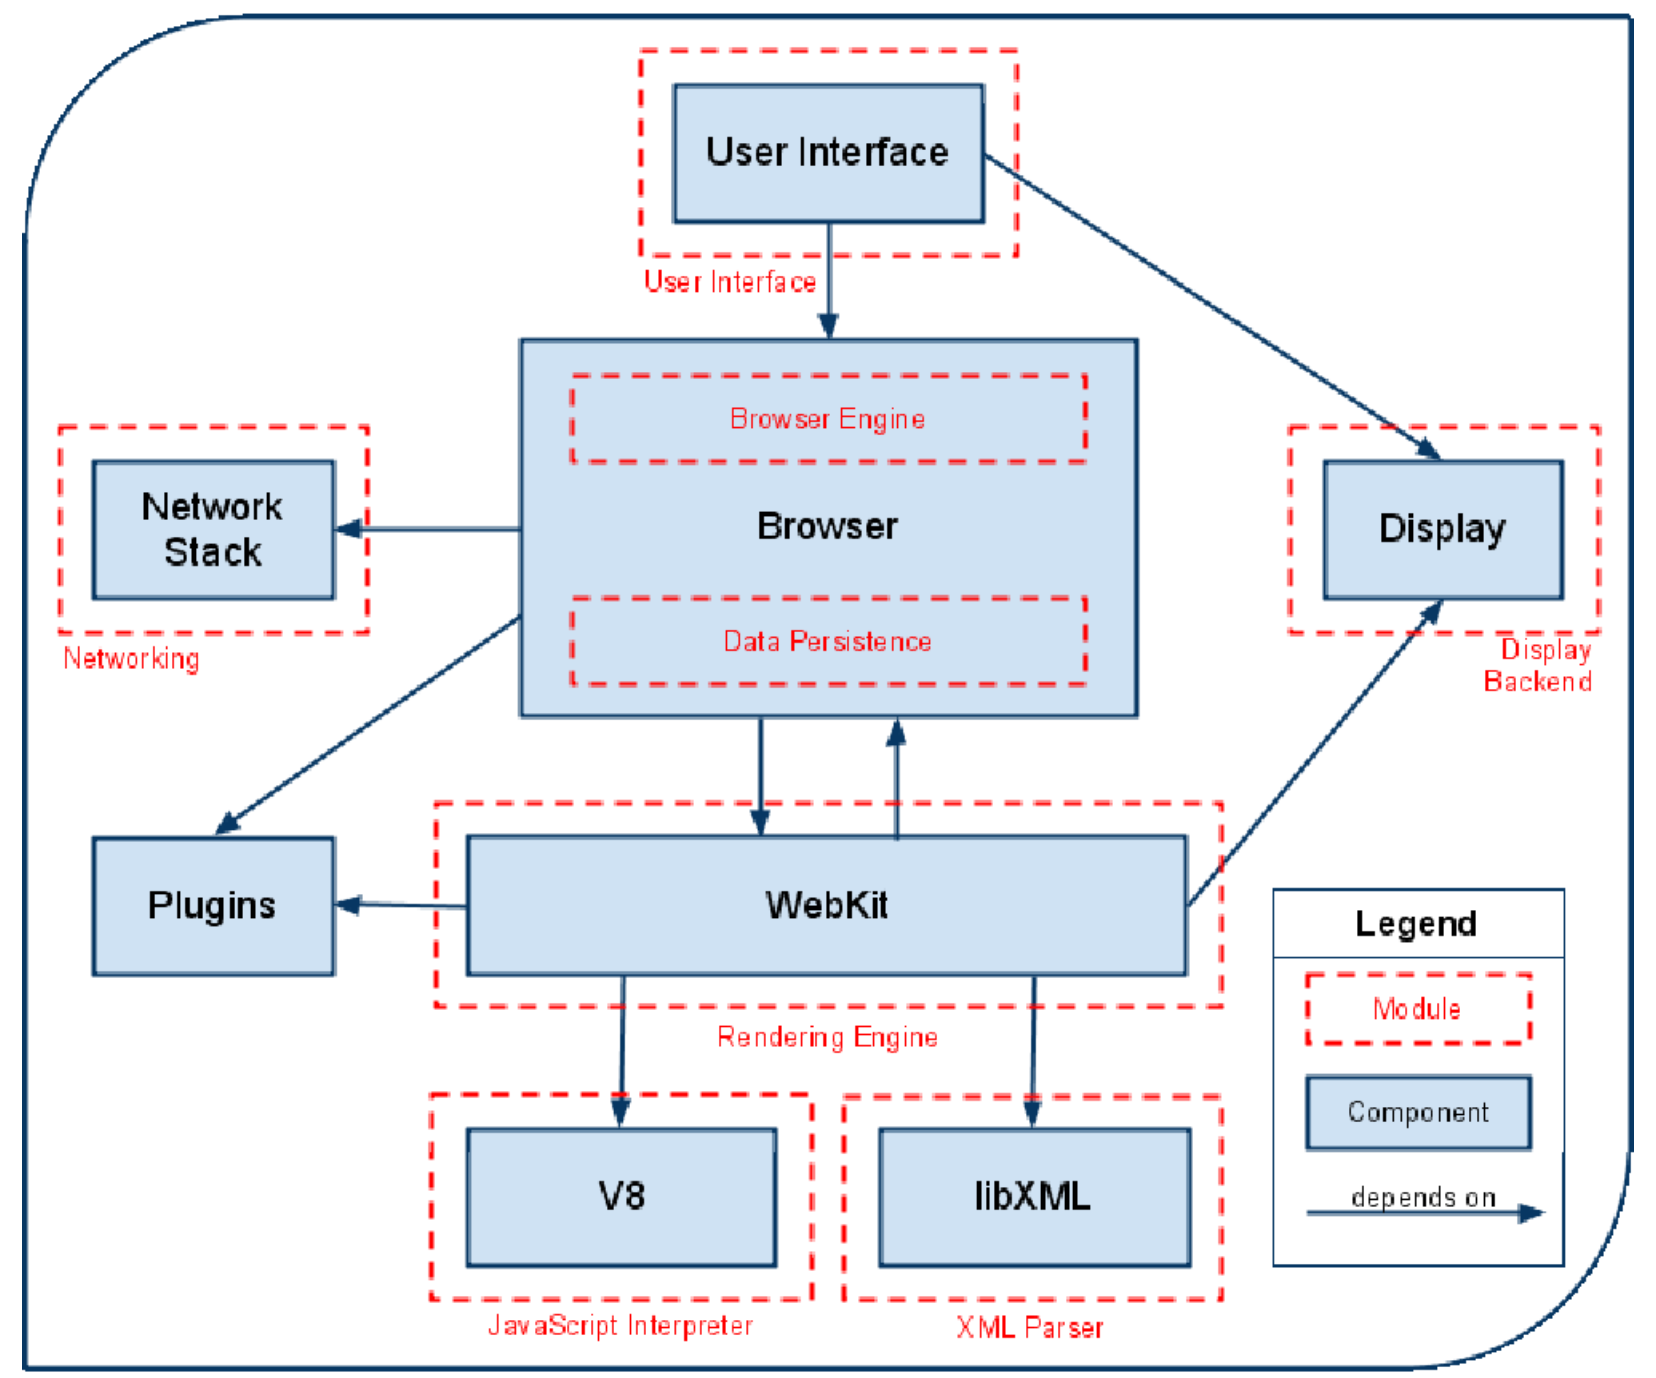 User Interface
User Interface
Browser Engine
Network
Stack
Browser
Display
Data Persistence
Networking
Display
Backend
Plugins
WebKit
Legend
Module
Rendering Engine
Component
V8
libXML
depends on
JavaScript Interpreter
XML Parser